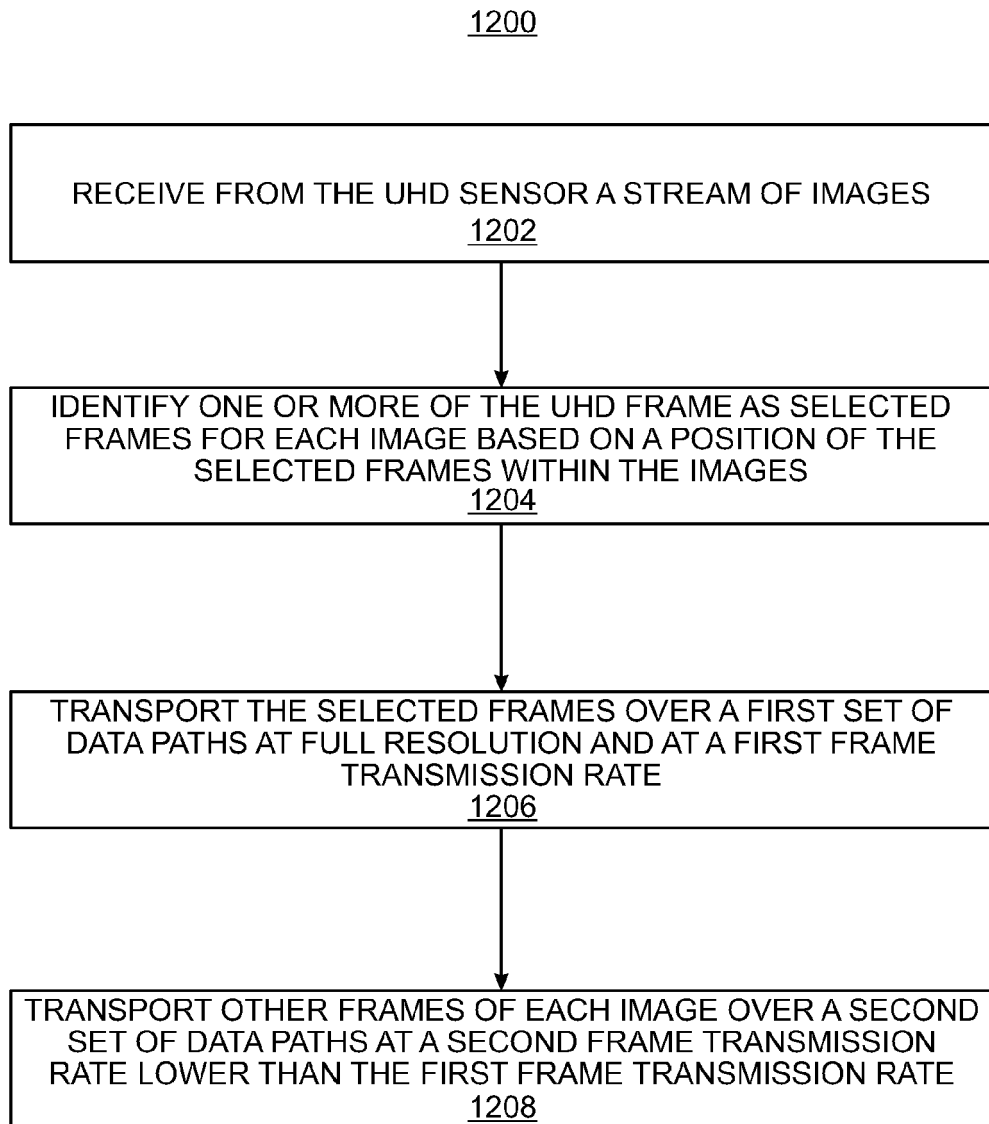 1200
RECEIVE FROM THE UHD SENSOR A STREAM OF IMAGES
1202
IDENTIFY ONE OR MORE OF THE UHD FRAME AS SELECTED
FRAMES FOR EACH IMAGE BASED ON A POSITION OF THE
SELECTED FRAMES WITHIN THE IMAGES
1204
TRANSPORT THE SELECTED FRAMES OVER A FIRST SET OF
DATA PATHS AT FULL RESOLUTION AND AT A FIRST FRAME
TRANSMISSION RATE
1206
TRANSPORT OTHER FRAMES OF EACH IMAGE OVER A SECOND
SET OF DATA PATHS AT A SECOND FRAME TRANSMISSION
RATE LOWER THAN THE FIRST FRAME TRANSMISSION RATE
1208